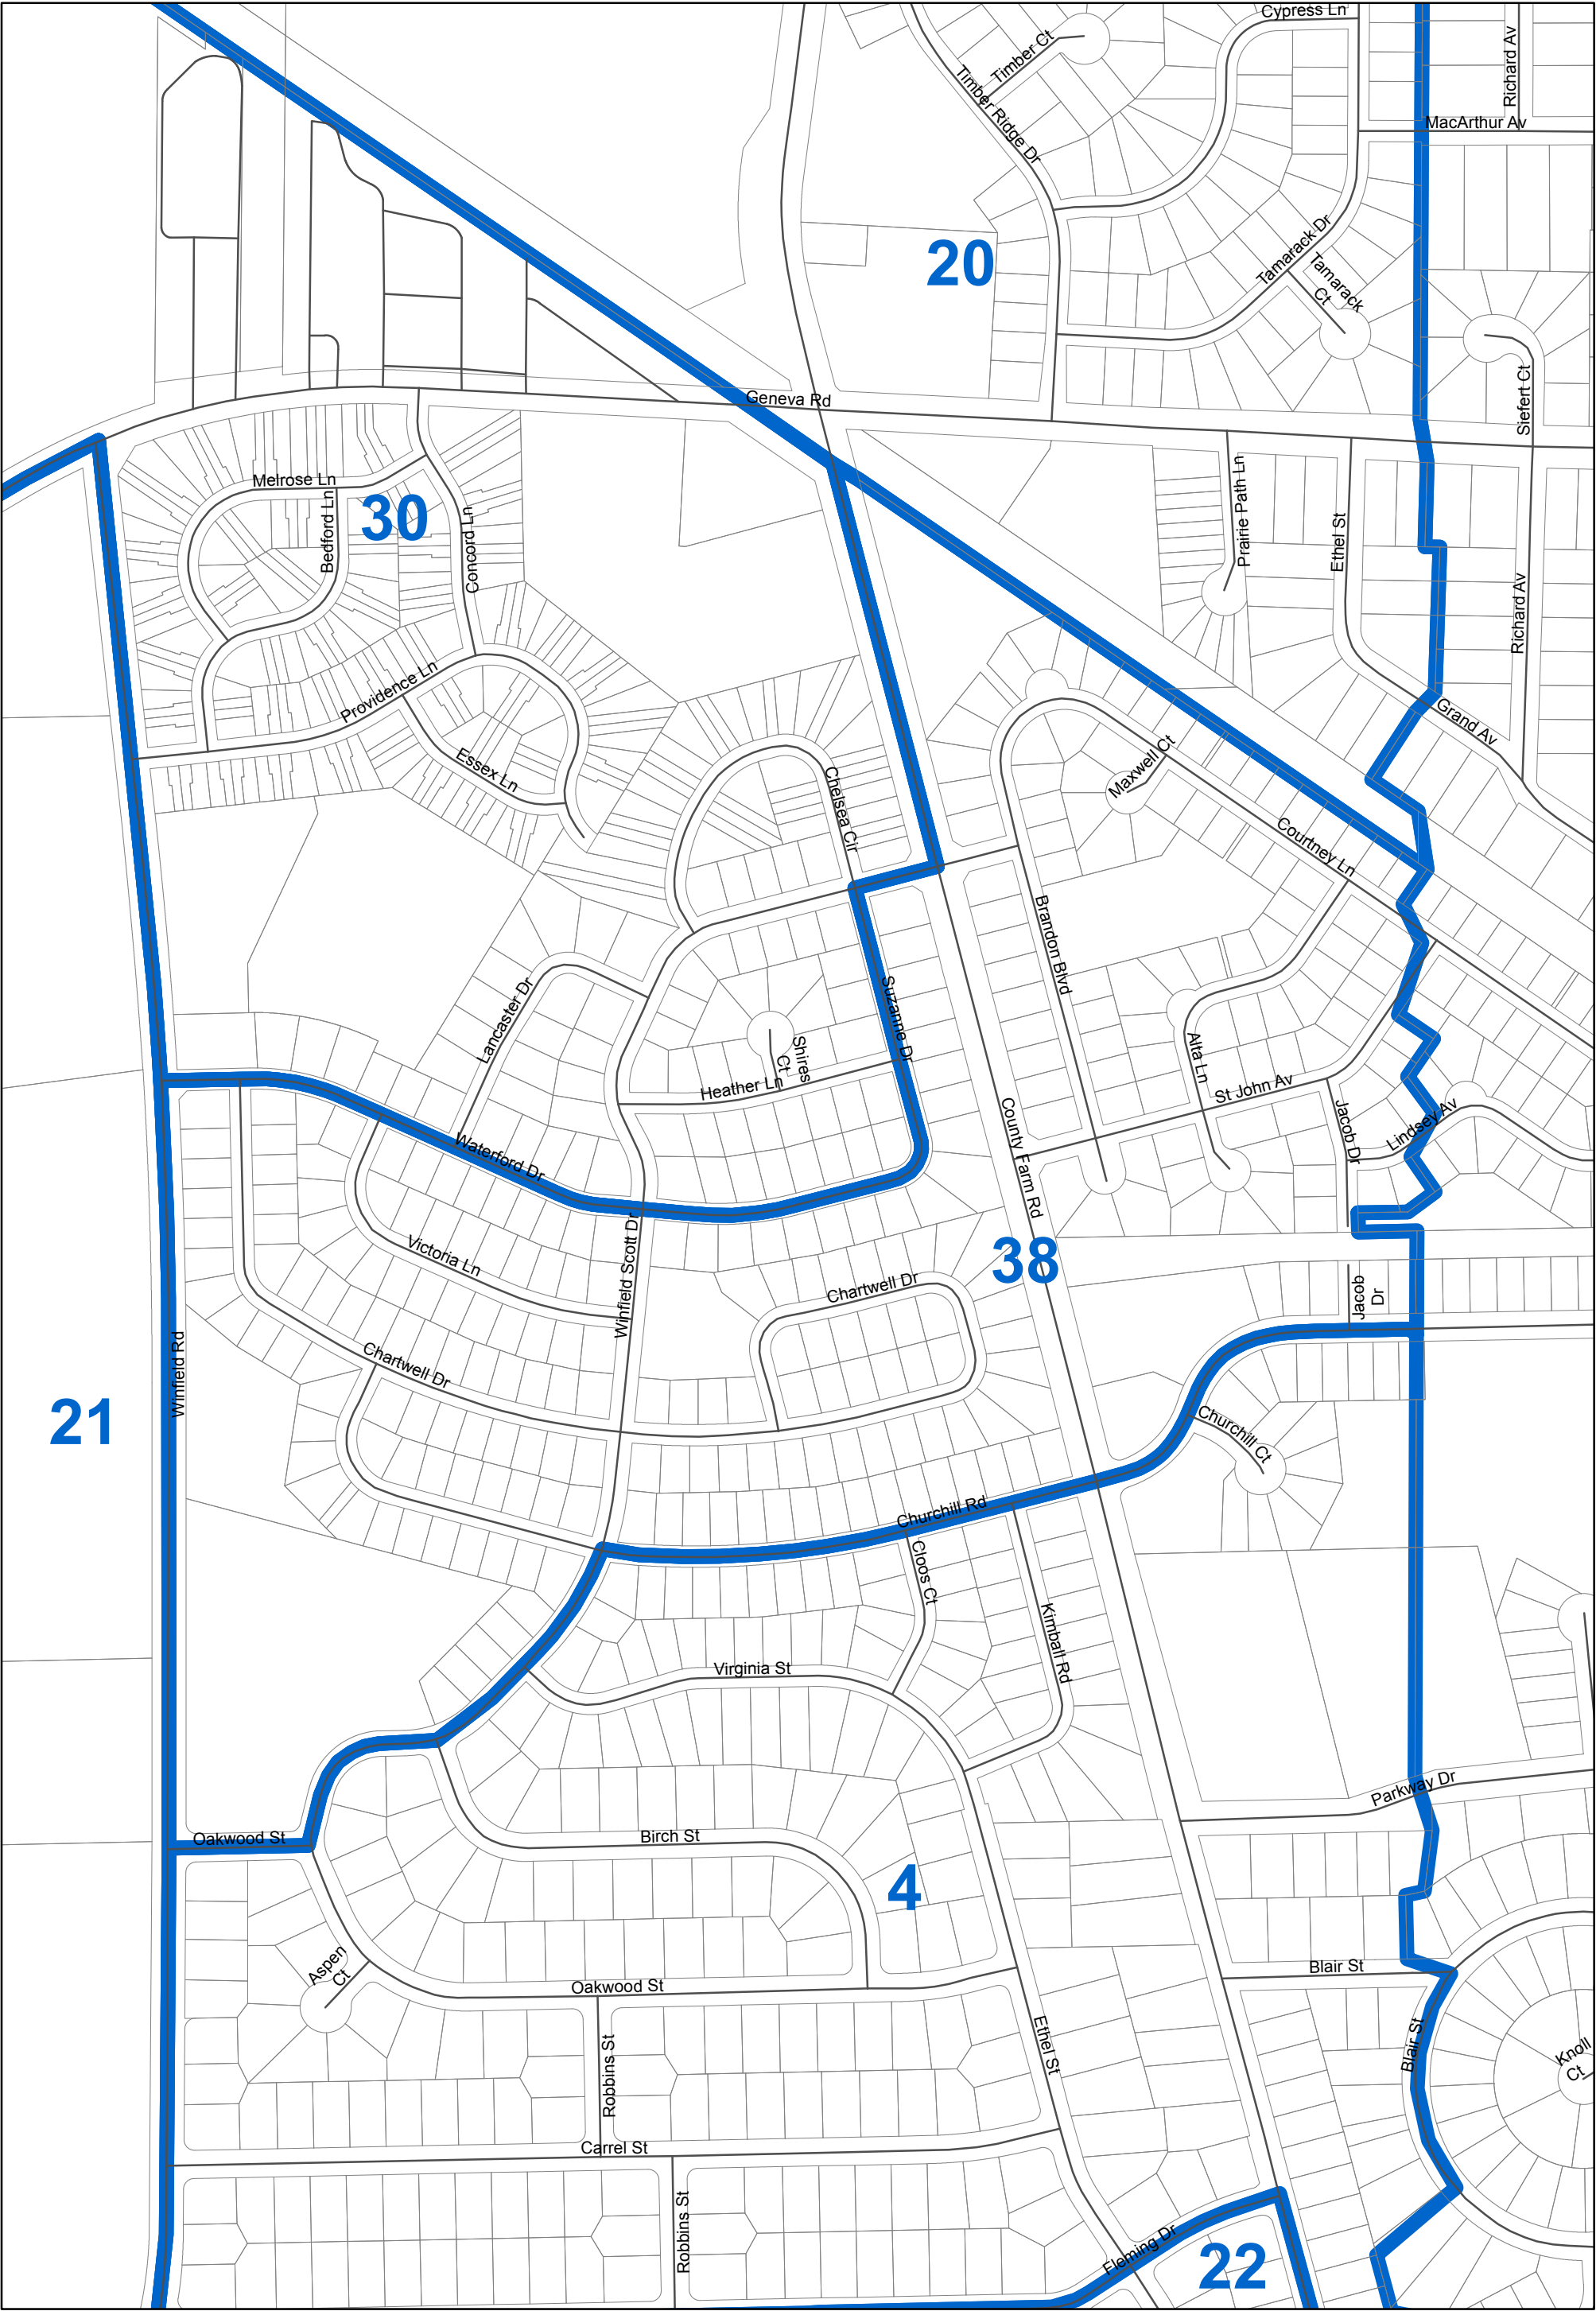 Cypress Ln
Timber Ct
Richard Av
Timber Ridge Dr
MacArthur Av
20
Tamarack Dr
Tamarack
Ct
Geneva Rd
Siefert Ct
Melrose Ln
30
Bedford Ln
Concord Ln
Prairie Path Ln
Ethel St
Richard Av
Providence Ln
Grand Av
Essex Ln
Maxwell Ct
Chelsea Cir
Courtney Ln
Brandon Blvd
Lancaster Dr
Suzanne Dr
Shires
Ct
Heather Ln
Alta Ln
St John Av
County Farm Rd
Jacob Dr
Lindsey Av
Waterford Dr
Winfield Scott Dr
Victoria Ln
38
Chartwell Dr
Jacob
Dr
Winfield Rd
Chartwell Dr
21
Churchill Ct
Churchill Rd
Cloos Ct
Kimball Rd
Virginia St
Parkway Dr
Oakwood St
Birch St
4
Aspen
Ct
Blair St
Oakwood St
Ethel St
Robbins St
Blair St
Knoll
Ct
Carrel St
Robbins St
Fleming Dr
22